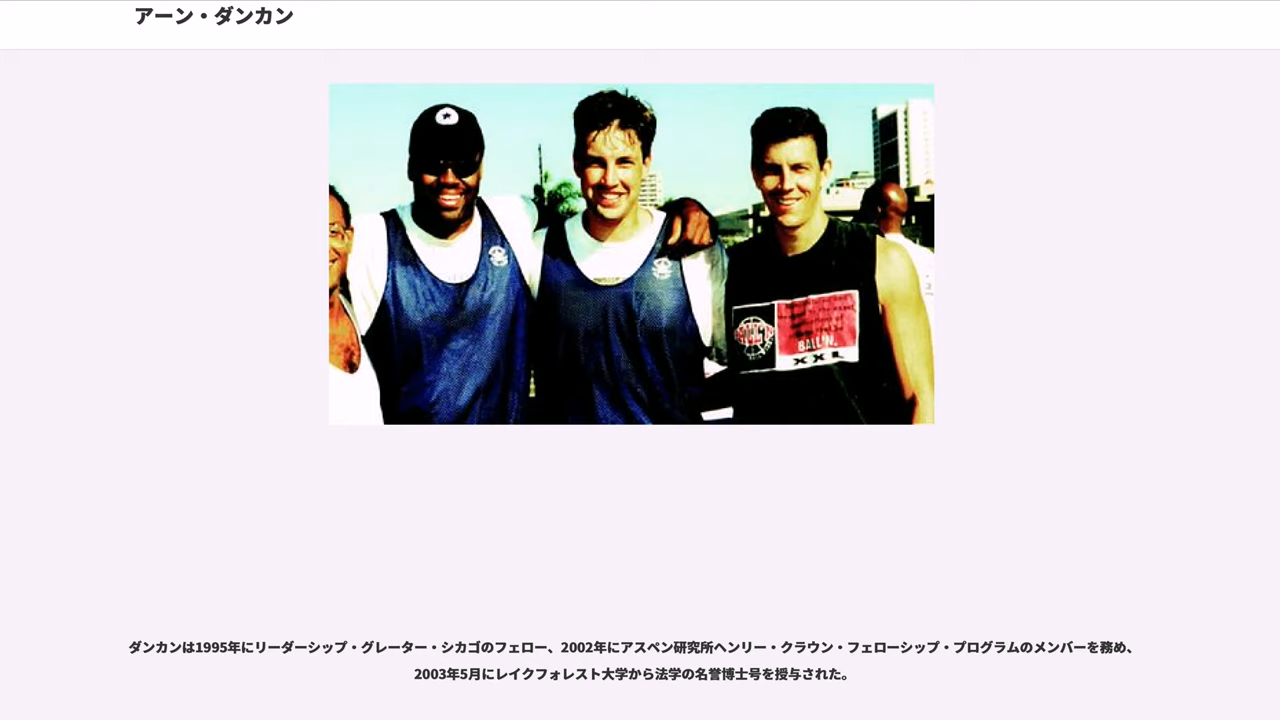 アーン・ダンカン
BALL'N.
XXL
ダンカンは1995年にリーダーシップ・グレーター・シカゴのフェロー、2002年にアスペン研究所ヘンリー・クラウン・フェローシップ・プログラムのメンバーを務め、
2003年5月にレイクフォレスト大学から法学の名誉博士号を授与された。